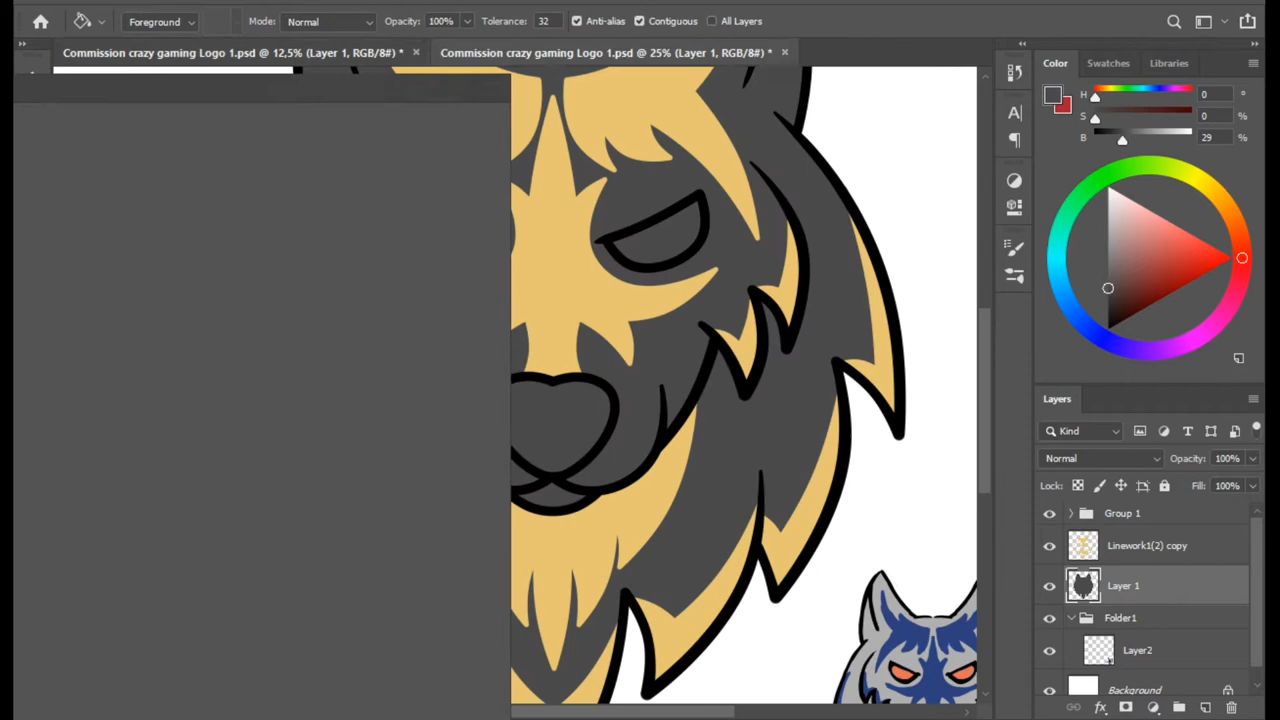 Foreground Mode: Normal Opacity: 100% Tolerance: 32 Anti-alias Contiguous All Layers
Commission crazy gaming Logo 1.psd @ 12,5% (Layer 1, RGB/8#) * × Commission crazy gaming Logo 1.psd @ 25% (Layer 1, RGB/8#) * ×
Color Swatches Libraries
H 0 °
S 0 %
B 29 %
Layers
Kind
Normal Opacity: 100%
Lock: Fill: 100%
Group 1
Linework1(2) copy
Layer 1
Folder1
Layer2
Background